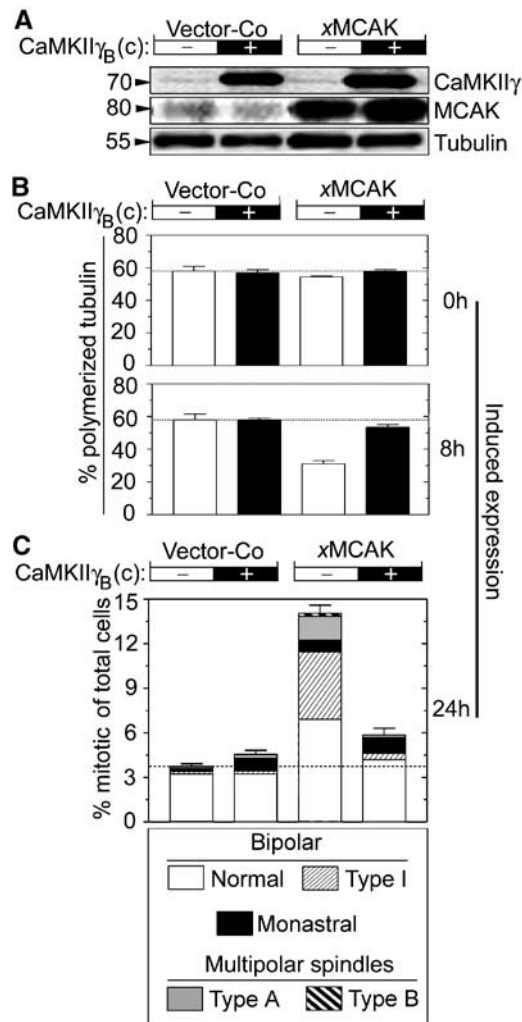 A
Vector-Co xMCAK
CaMKIIγB(c): – + – +
70 CaMKIIγ
80 MCAK
55 Tubulin
B
Vector-Co xMCAK
CaMKIIγB(c): – + – +
80
60
40
20
0
0h
80
60
40
20
0
8h
% polymerized tubulin
Induced expression
C
Vector-Co xMCAK
CaMKIIγB(c): – + – +
15
12
9
6
3
0
24h
% mitotic of total cells
Bipolar
Normal Type I
Monastral
Multipolar spindles
Type A Type B